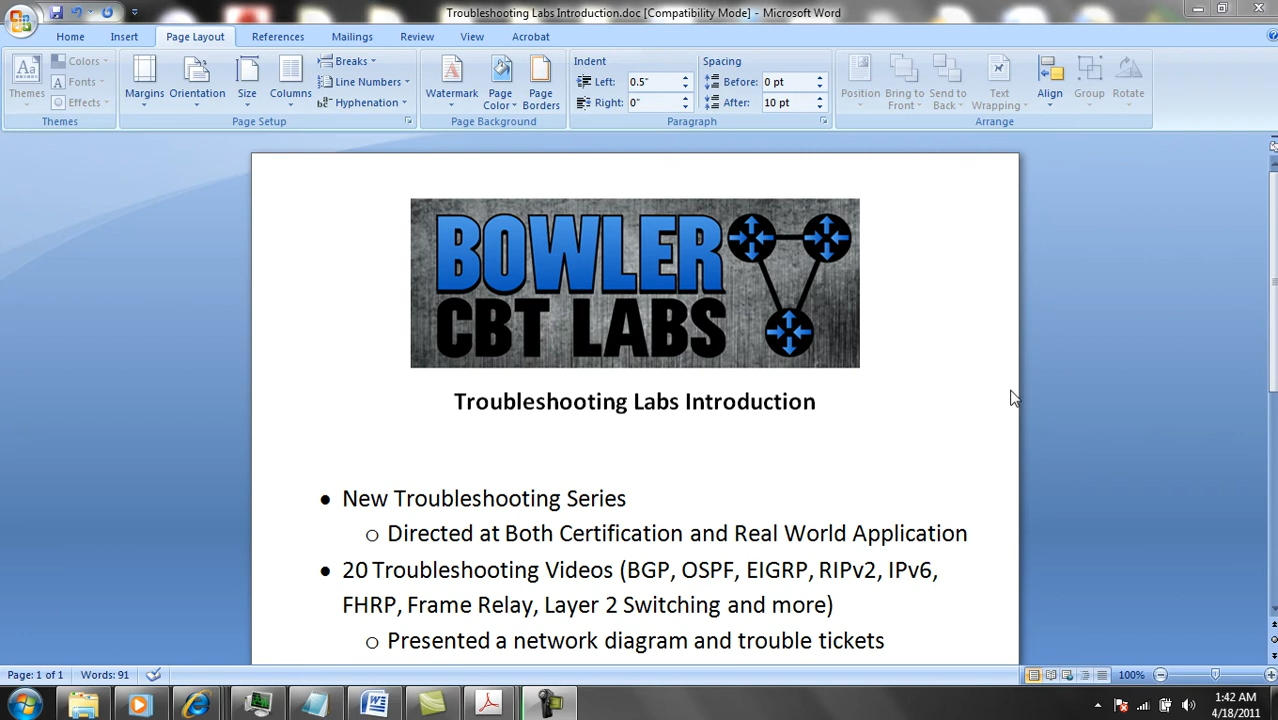 Troubleshooting Labs Introduction.doc [Compatibility Mode] - Microsoft Word
Home Insert Page Layout References Mailings Review View Acrobat
Themes
Colors
Fonts
Effects
Themes
Margins Orientation Size Columns
Breaks
Line Numbers
Hyphenation
Page Setup
Watermark Page Color Page Borders
Page Background
Indent
Left: 0.5"
Right: 0"
Spacing
Before: 0 pt
After: 10 pt
Paragraph
Position Bring to Front Send to Back Text Wrapping Align Group Rotate
Arrange
BOWLER
CBT LABS
Troubleshooting Labs Introduction
• New Troubleshooting Series
o Directed at Both Certification and Real World Application
• 20 Troubleshooting Videos (BGP, OSPF, EIGRP, RIPv2, IPv6,
FHRP, Frame Relay, Layer 2 Switching and more)
o Presented a network diagram and trouble tickets
Page: 1 of 1 Words: 91 100%
1:42 AM
4/18/2011